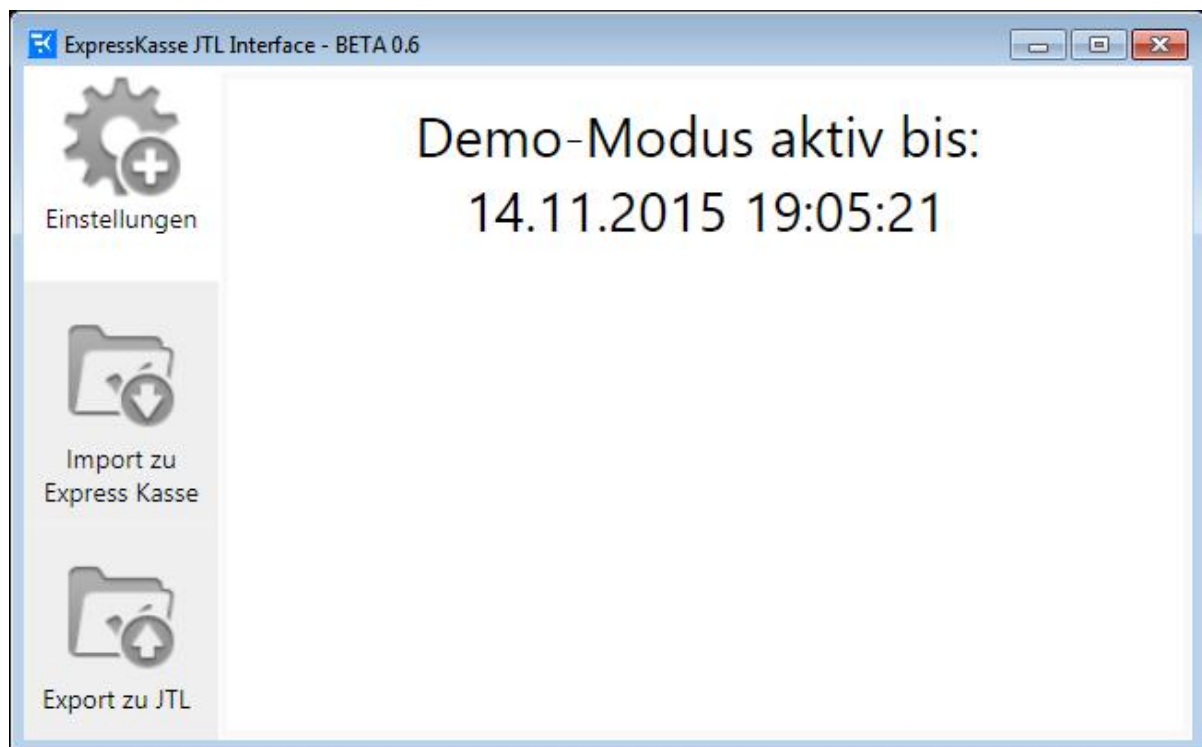 ExpressKasse JTL Interface - BETA 0.6
Einstellungen
Import zu
Express Kasse
Export zu JTL
Demo-Modus aktiv bis:
14.11.2015 19:05:21